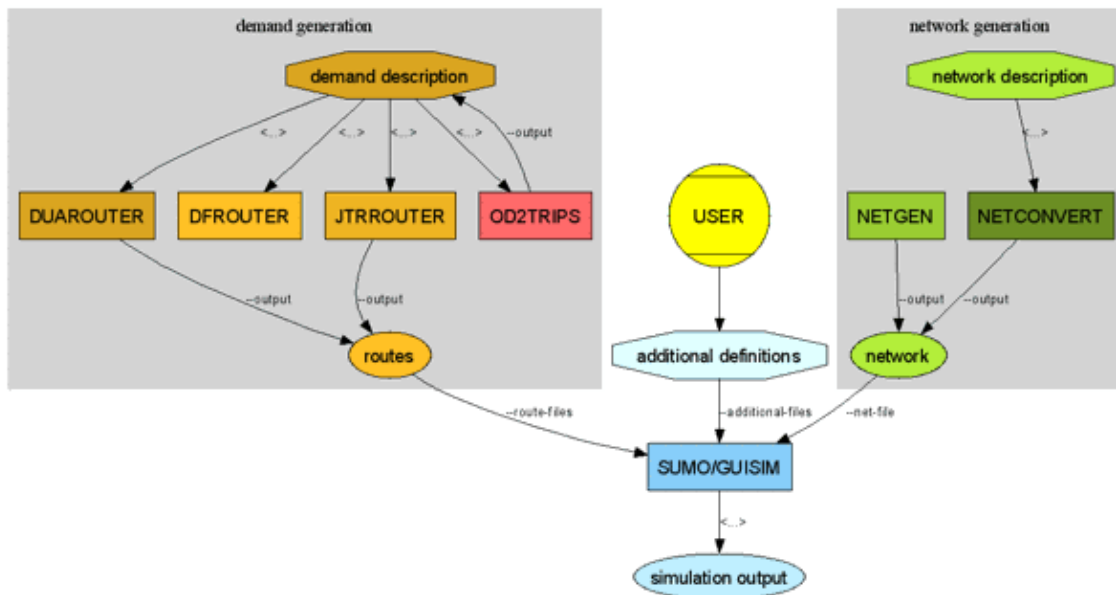 demand generation
network generation
demand description
network description
<...>
<...>
<...>
<...>
--output
<...>
DUAROUTER
DFROUTER
JTRROUTER
OD2TRIPS
USER
NETGEN
NETCONVERT
--output
--output
--output
--output
routes
additional definitions
network
--route-files
--additional-files
--net-file
SUMO/GUISIM
<...>
simulation output